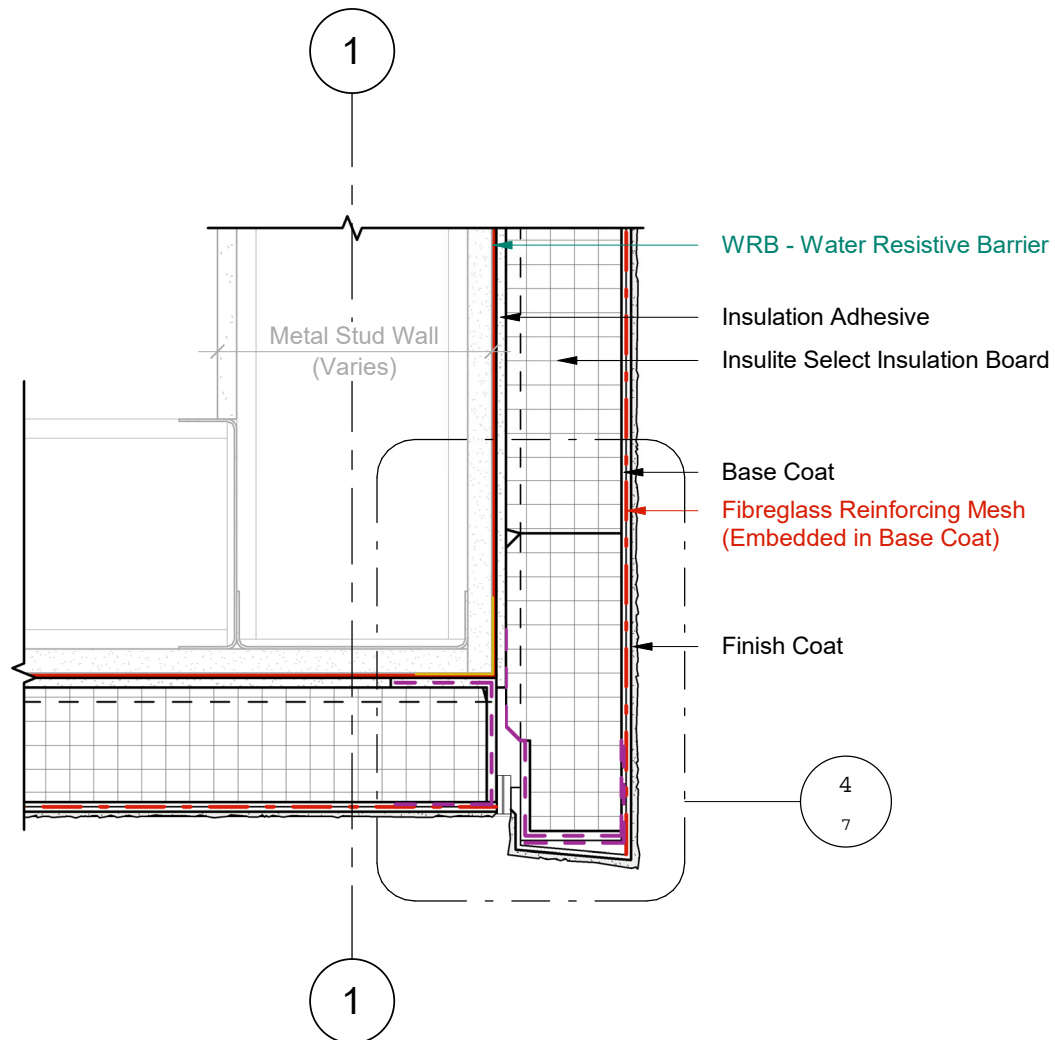 1
WRB - Water Resistive Barrier
Insulation Adhesive
Metal Stud Wall
(Varies)
Insulite Select Insulation Board
Base Coat
Fibreglass Reinforcing Mesh
(Embedded in Base Coat)
Finish Coat
4
7
1